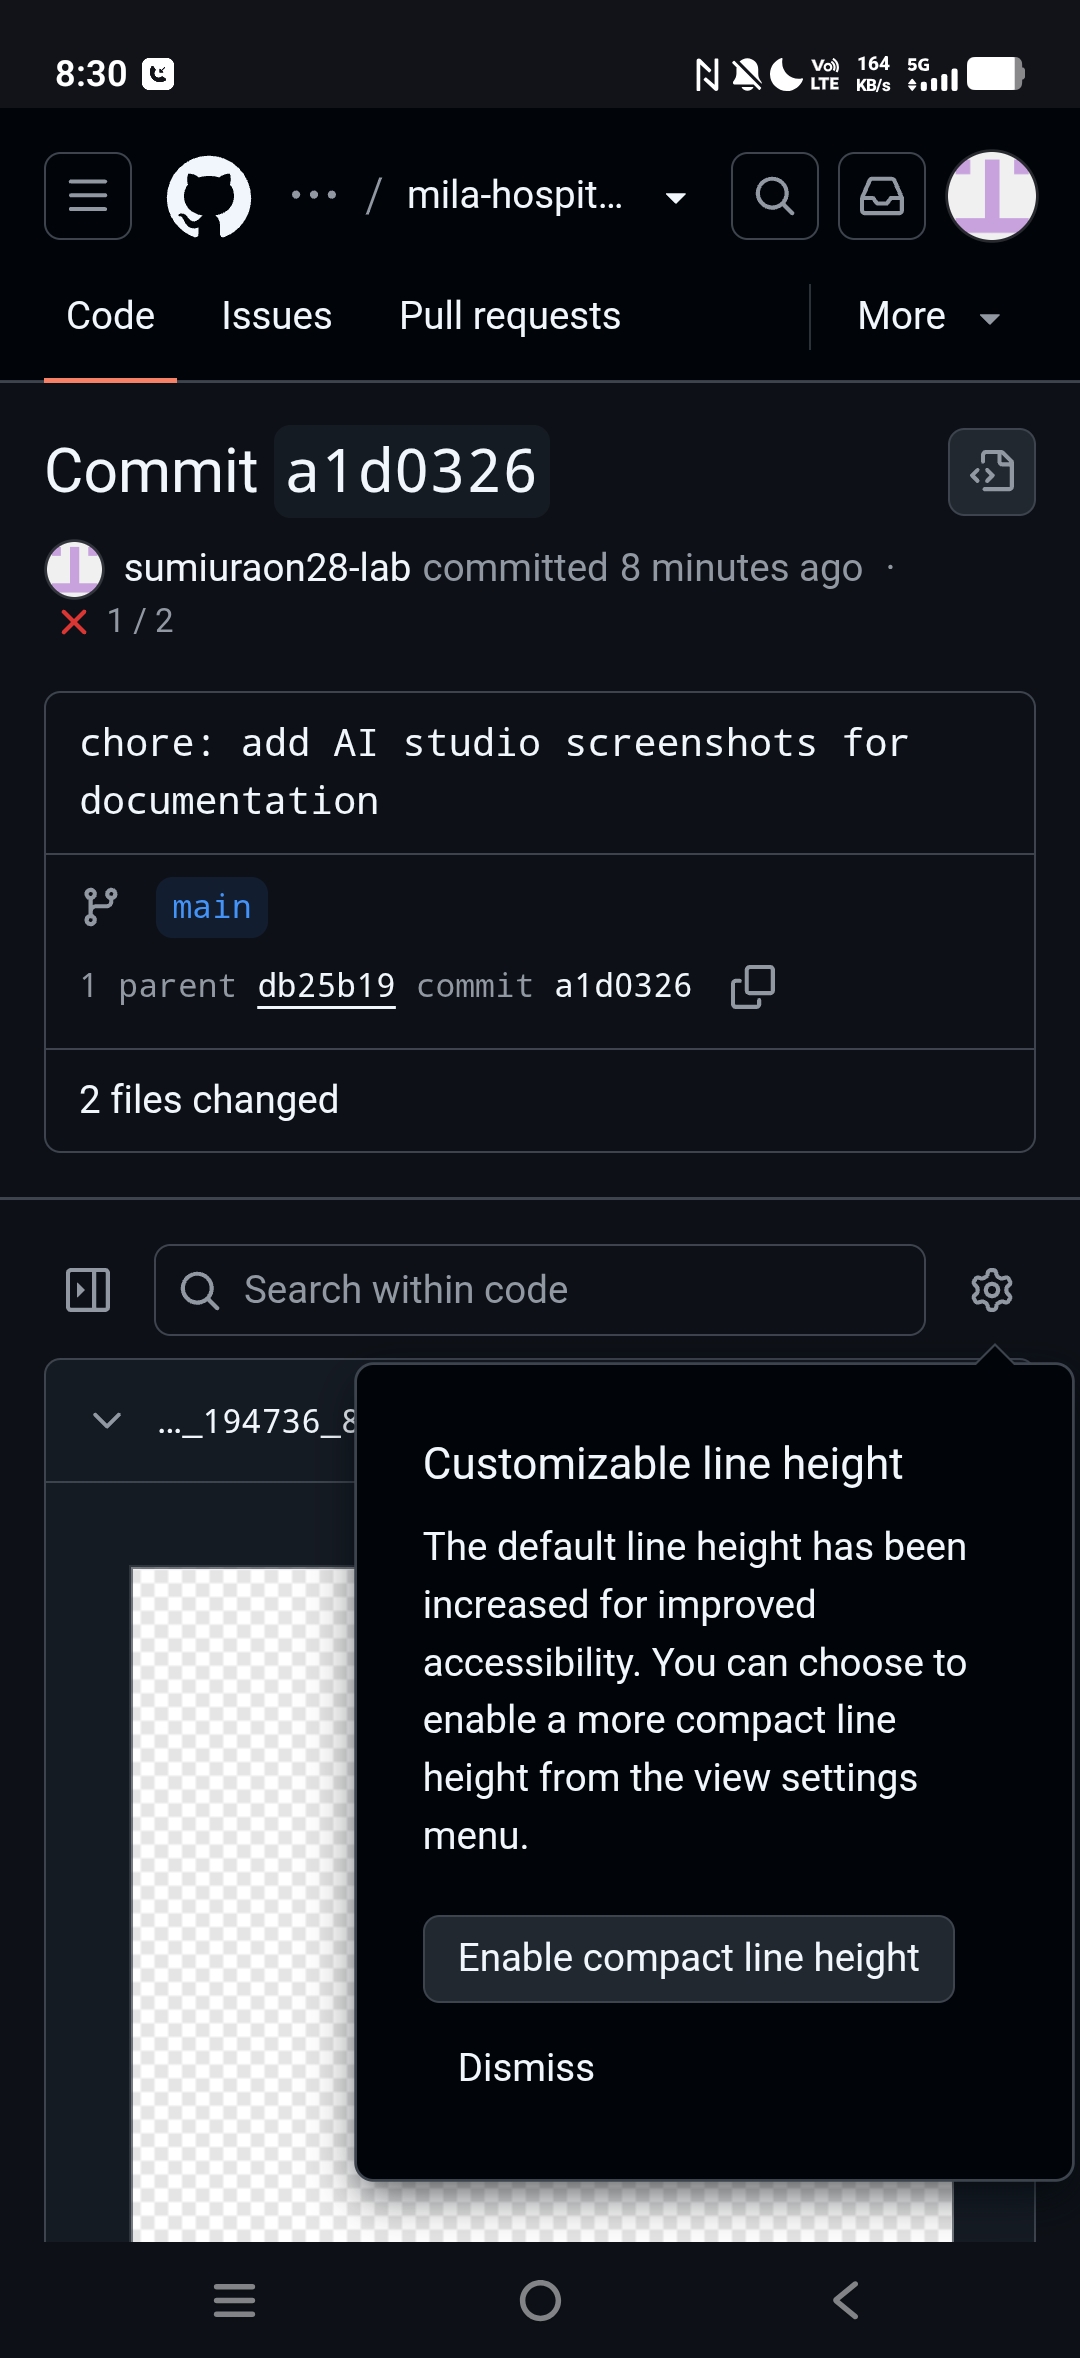 8:30
Vo)) LTE 164 KB/s 5G
/ mila-hospit...
Code Issues Pull requests More
Commit a1d0326
sumiuraon28-lab committed 8 minutes ago ·
1 / 2
chore: add AI studio screenshots for
documentation
main
1 parent db25b19 commit a1d0326
2 files changed
Search within code
..._194736_8
Customizable line height
The default line height has been
increased for improved
accessibility. You can choose to
enable a more compact line
height from the view settings
menu.
Enable compact line height
Dismiss